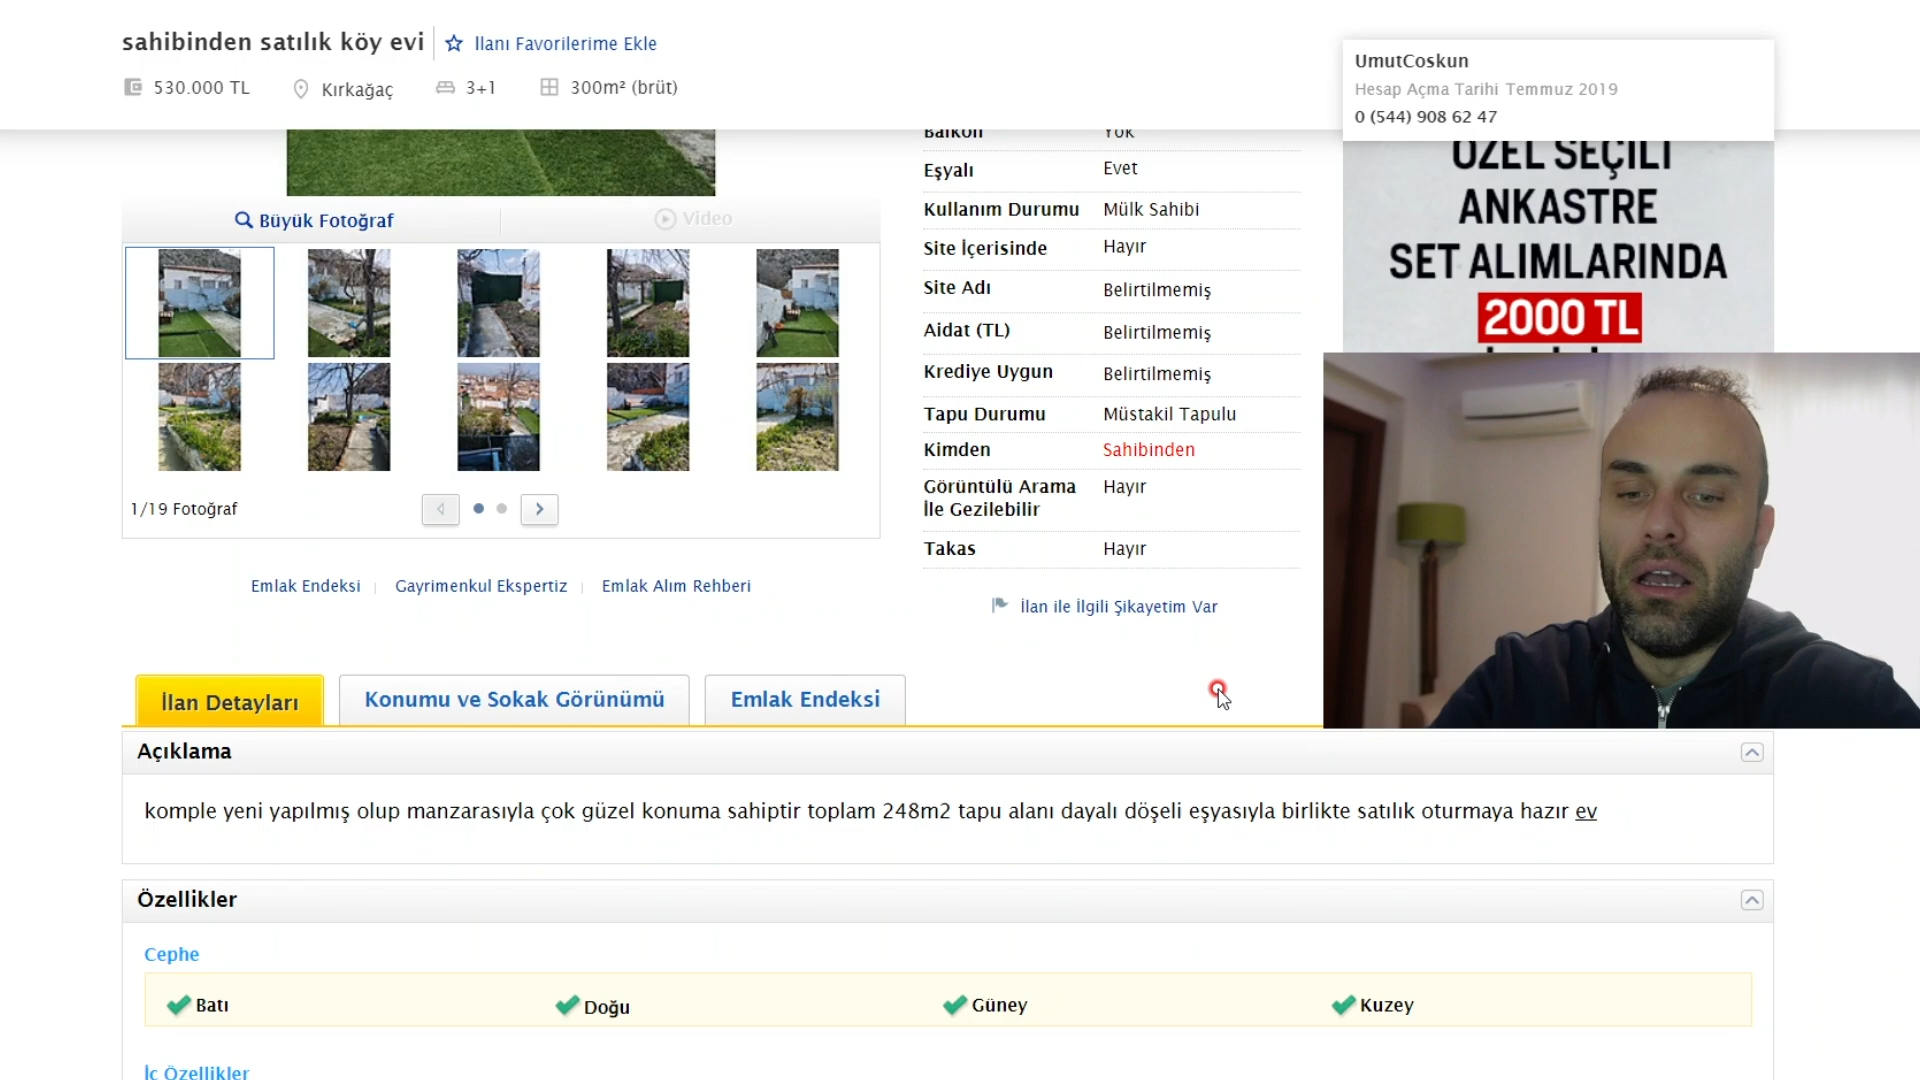 sahibinden satılık köy evi
İlanı Favorilerime Ekle
530.000 TL
Kırkağaç
3+1
300m² (brüt)
UmutCoskun
Hesap Açma Tarihi Temmuz 2019
0 (544) 908 62 47
Balkon Yok
Eşyalı Evet
Kullanım Durumu Mülk Sahibi
Site İçerisinde Hayır
Site Adı Belirtilmemiş
Aidat (TL) Belirtilmemiş
Krediye Uygun Belirtilmemiş
Tapu Durumu Müstakil Tapulu
Kimden Sahibinden
Görüntülü Arama Hayır
İle Gezilebilir
Takas Hayır
İlan ile İlgili Şikayetim Var
ÖZEL SEÇİLİ
ANKASTRE
SET ALIMLARINDA
2000 TL
Büyük Fotoğraf
Video
1/19 Fotoğraf
Emlak Endeksi
Gayrimenkul Ekspertiz
Emlak Alım Rehberi
İlan Detayları
Konumu ve Sokak Görünümü
Emlak Endeksi
Açıklama
komple yeni yapılmış olup manzarasıyla çok güzel konuma sahiptir toplam 248m2 tapu alanı dayalı döşeli eşyasıyla birlikte satılık oturmaya hazır ev
Özellikler
Cephe
Batı
Doğu
Güney
Kuzey
İç Özellikler